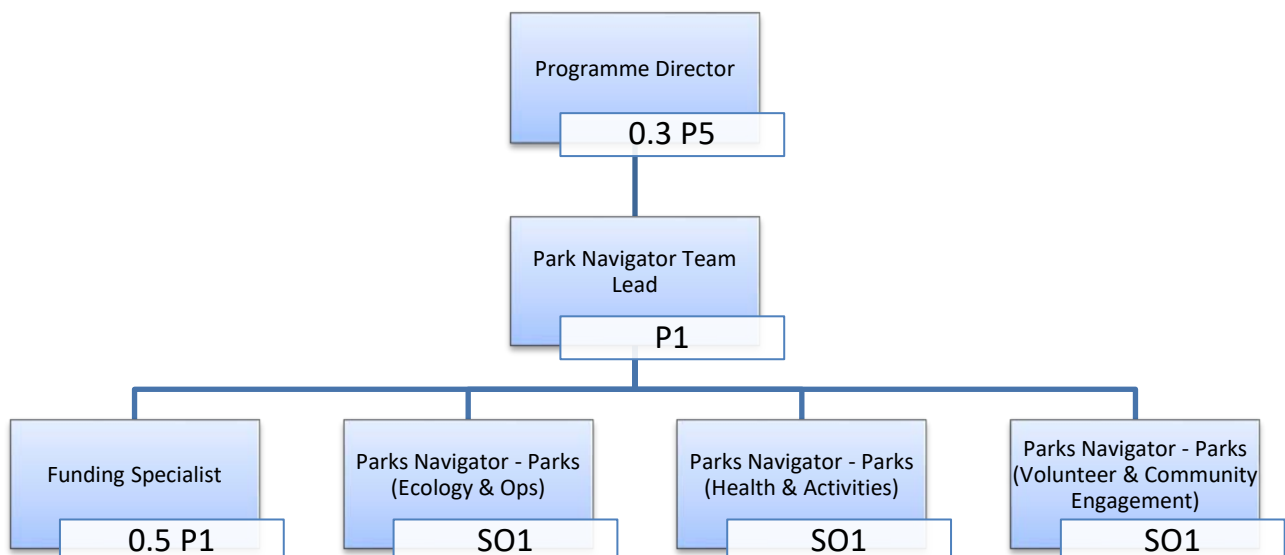 Programme Director
0.3 P5
Park Navigator Team
Lead
P1
Funding Specialist
0.5 P1
Parks Navigator - Parks
(Ecology & Ops)
SO1
Parks Navigator - Parks
(Health & Activities)
SO1
Parks Navigator - Parks
(Volunteer & Community
Engagement)
SO1